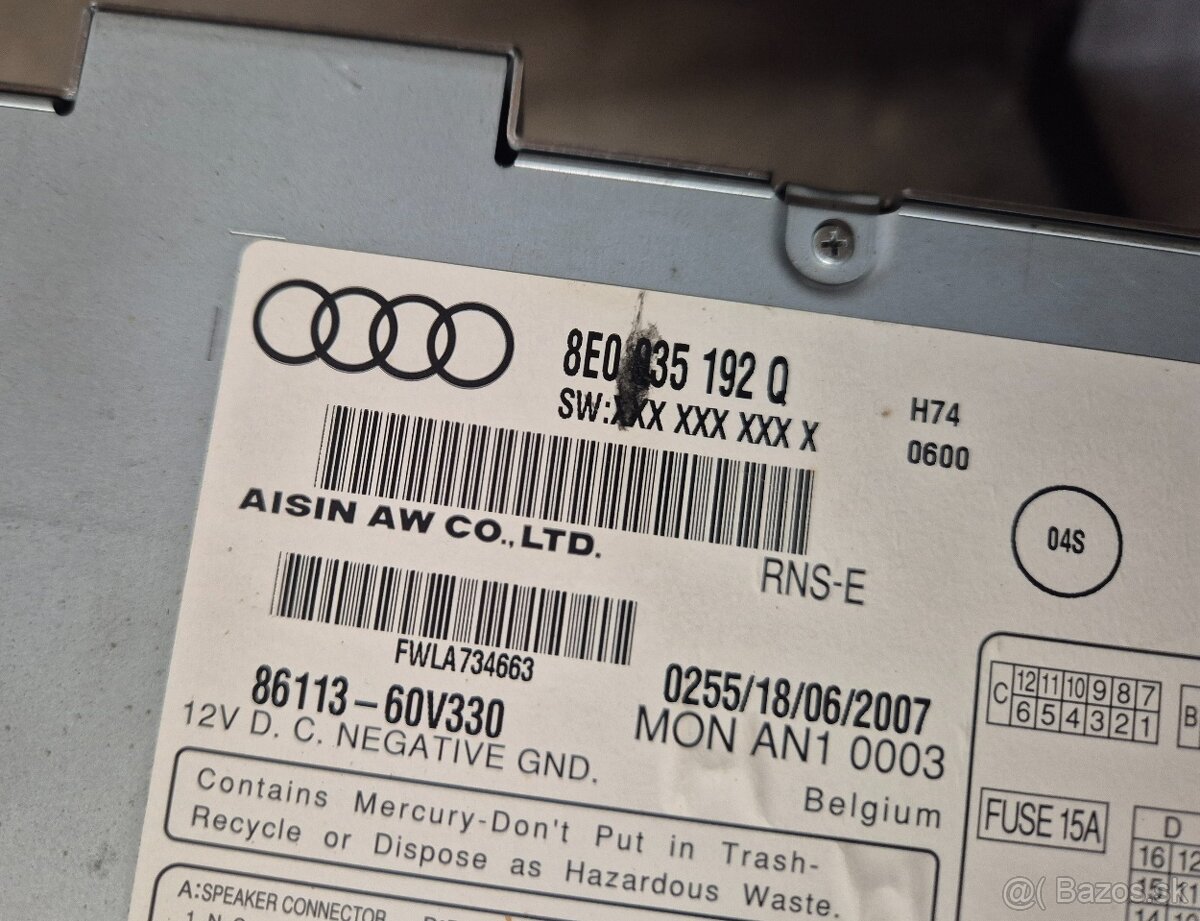 8E0 035 192 Q
SW:XXX XXX XXX X
H74
0600
04S
AISIN AW CO.,LTD.
RNS-E
FWLA734663
86113-60V330
0255/18/06/2007
12V D. C. NEGATIVE GND.
MON AN1 0003
Belgium
C 12 11 10 9 8 7
6 5 4 3 2 1
B
FUSE 15A
D
16 12
15 11
Contains Mercury-Don't Put in Trash-
Recycle or Dispose as Hazardous Waste.
A:SPEAKER CONNECTOR
@( Bazos.sk